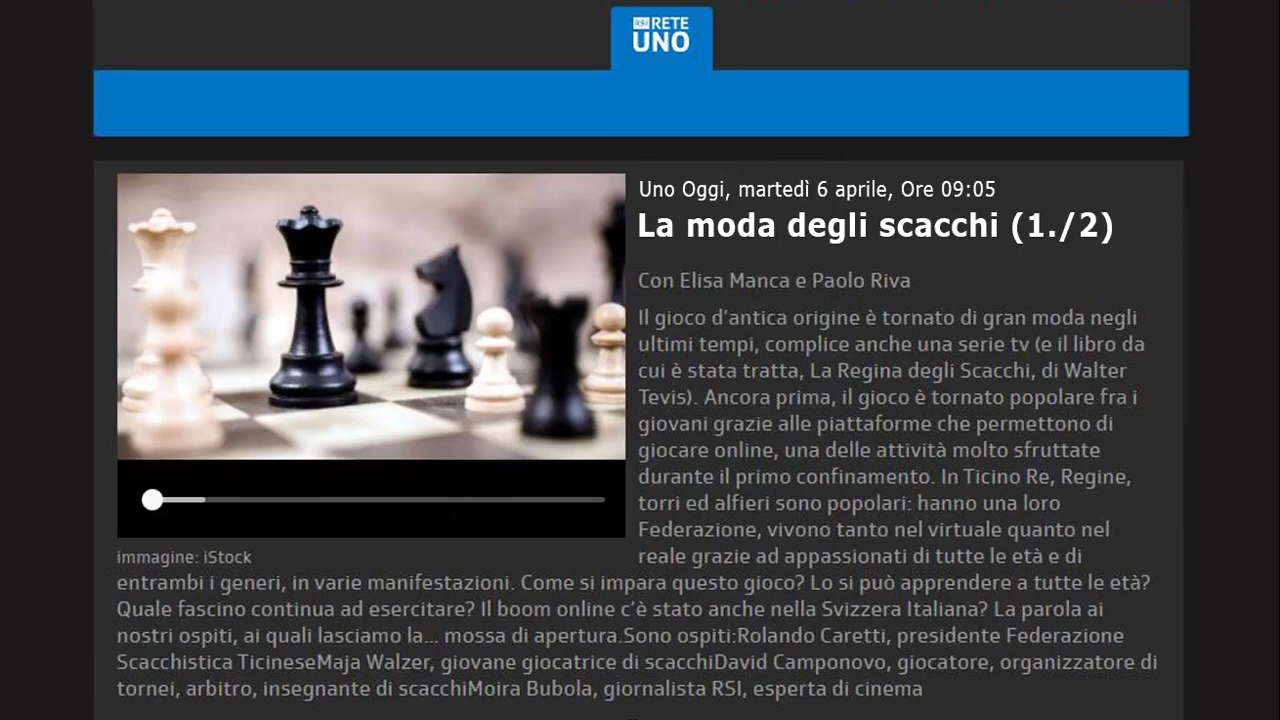 RSI RETE
UNO
Uno Oggi, martedì 6 aprile, Ore 09:05
La moda degli scacchi (1./2)
Con Elisa Manca e Paolo Riva
Il gioco d'antica origine è tornato di gran moda negli
ultimi tempi, complice anche una serie tv (e il libro da
cui è stata tratta, La Regina degli Scacchi, di Walter
Tevis). Ancora prima, il gioco è tornato popolare fra i
giovani grazie alle piattaforme che permettono di
giocare online, una delle attività molto sfruttate
durante il primo confinamento. In Ticino Re, Regine,
torri ed alfieri sono popolari: hanno una loro
Federazione, vivono tanto nel virtuale quanto nel
reale grazie ad appassionati di tutte le età e di
immagine: iStock
entrambi i generi, in varie manifestazioni. Come si impara questo gioco? Lo si può apprendere a tutte le età?
Quale fascino continua ad esercitare? Il boom online c'è stato anche nella Svizzera Italiana? La parola ai
nostri ospiti, ai quali lasciamo la... mossa di apertura.Sono ospiti:Rolando Caretti, presidente Federazione
Scacchistica TicineseMaja Walzer, giovane giocatrice di scacchiDavid Camponovo, giocatore, organizzatore di
tornei, arbitro, insegnante di scacchiMoira Bubola, giornalista RSI, esperta di cinema